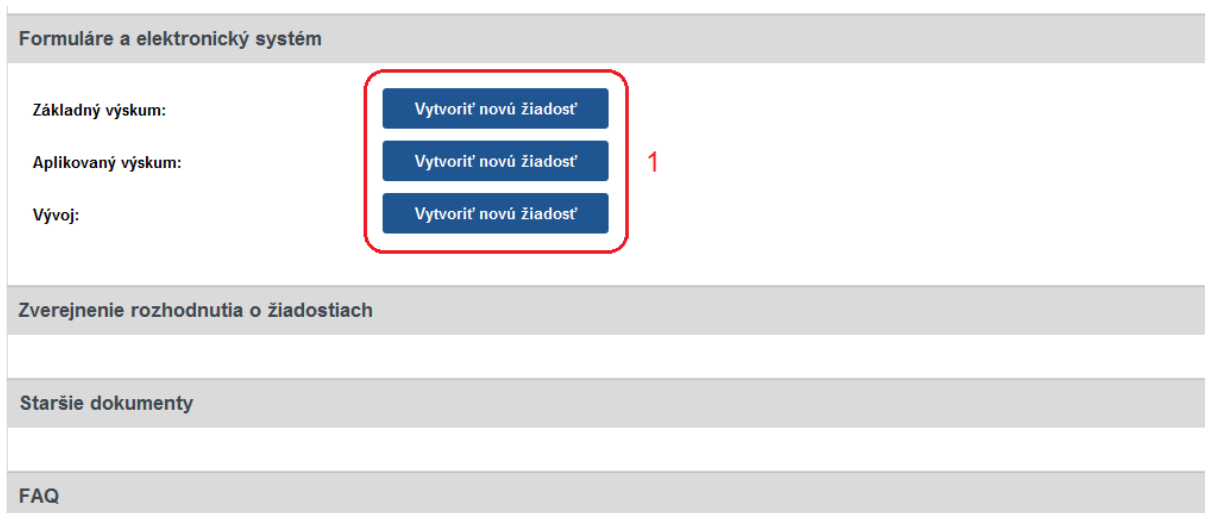 Formuláre a elektronický systém
Základný výskum: Vytvoriť novú žiadosť
Aplikovaný výskum: Vytvoriť novú žiadosť 1
Vývoj: Vytvoriť novú žiadosť
Zverejnenie rozhodnutia o žiadostiach
Staršie dokumenty
FAQ